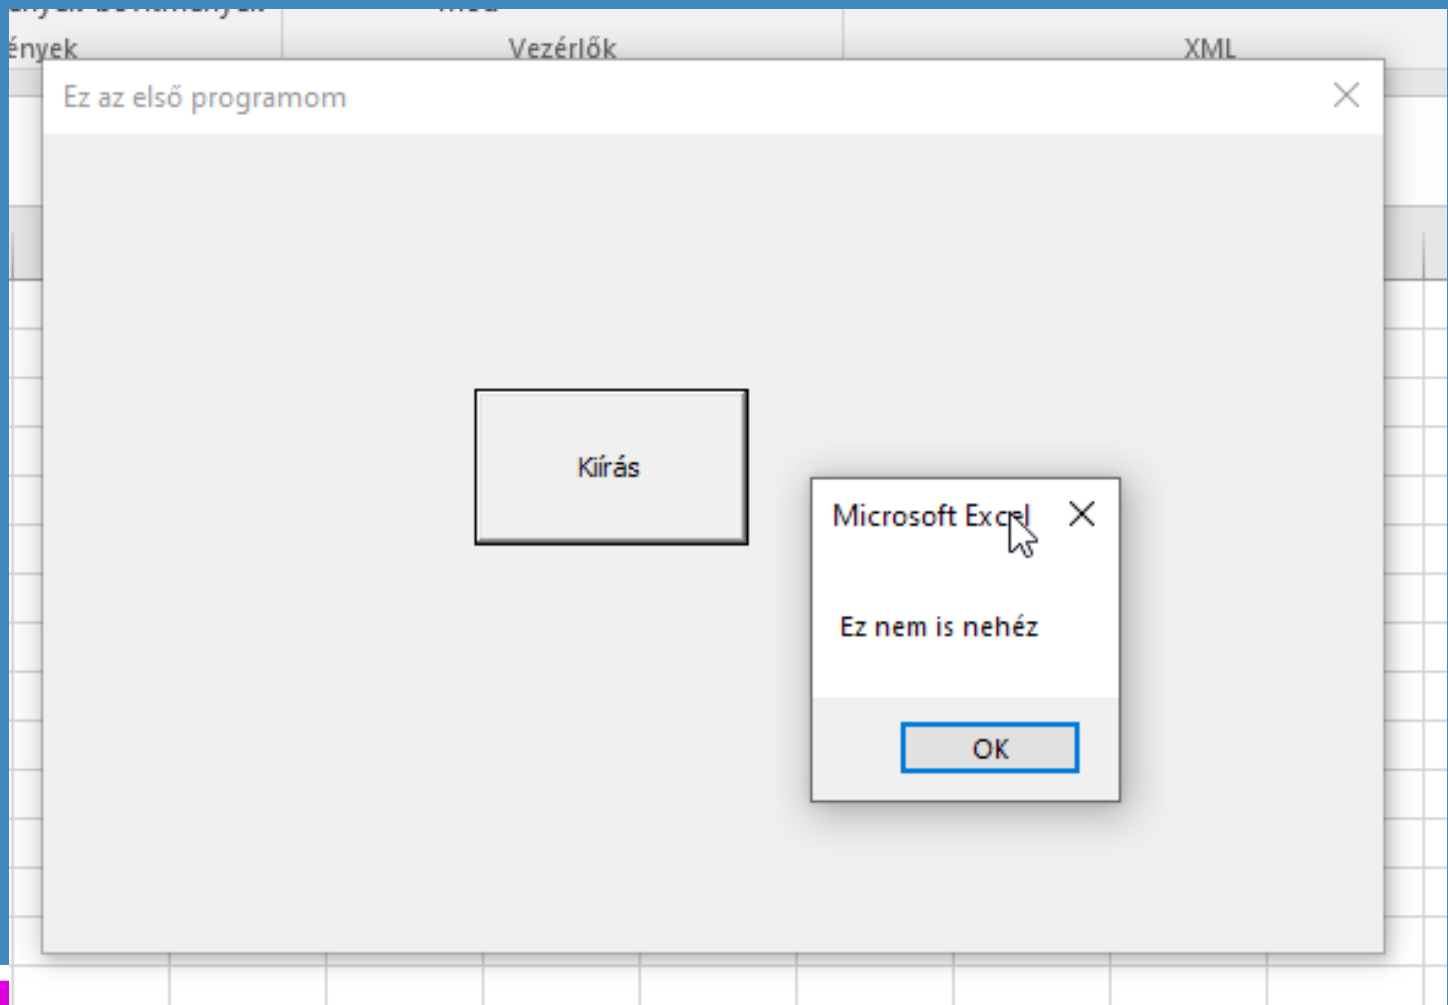 ények
Vezérlők
XML
Ez az első programom
Kiírás
Microsoft Excel
Ez nem is nehéz
OK